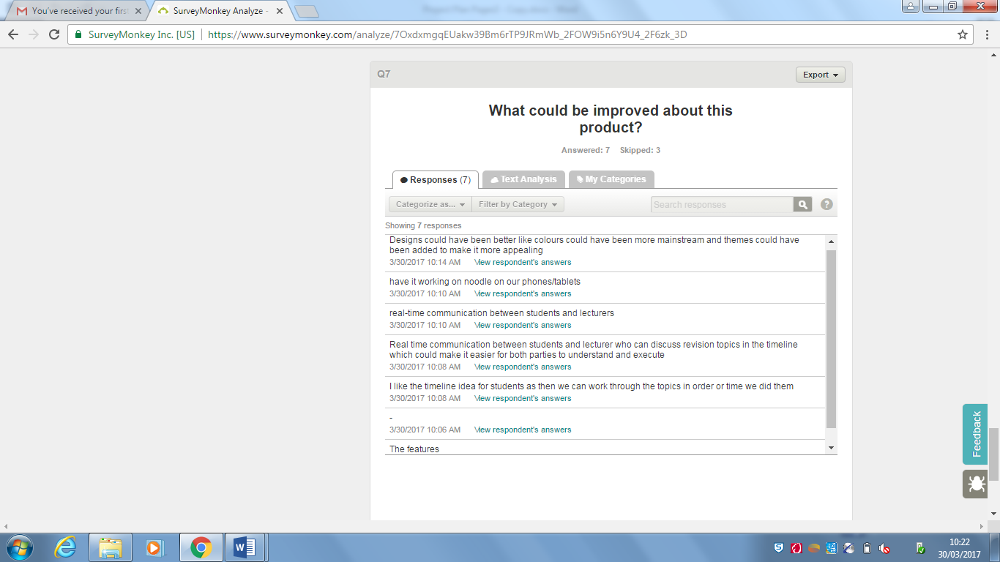 You've received your first
SurveyMonkey Analyze -
SurveyMonkey Inc. [US]
https://www.surveymonkey.com/analyze/7OxdxmgqEUakw39Bm6rTP9JRmWb_2FOW9i5n6Y9U4_2F6zk_3D
Q7
Export
What could be improved about this
product?
Answered: 7 Skipped: 3
Responses (7)
Text Analysis
My Categories
Categorize as...
Filter by Category
Search responses
?
Showing 7 responses
Designs could have been better like colours could have been more mainstream and themes could have
been added to make it more appealing
3/30/2017 10:14 AM View respondent's answers
have it working on noodle on our phones/tablets
3/30/2017 10:10 AM View respondent's answers
real-time communication between students and lecturers
3/30/2017 10:10 AM View respondent's answers
Real time communication between students and lecturer who can discuss revision topics in the timeline
which could make it easier for both parties to understand and execute
3/30/2017 10:08 AM View respondent's answers
I like the timeline idea for students as then we can work through the topics in order or time we did them
3/30/2017 10:08 AM View respondent's answers
-
3/30/2017 10:06 AM View respondent's answers
The features
Feedback
10:22
30/03/2017